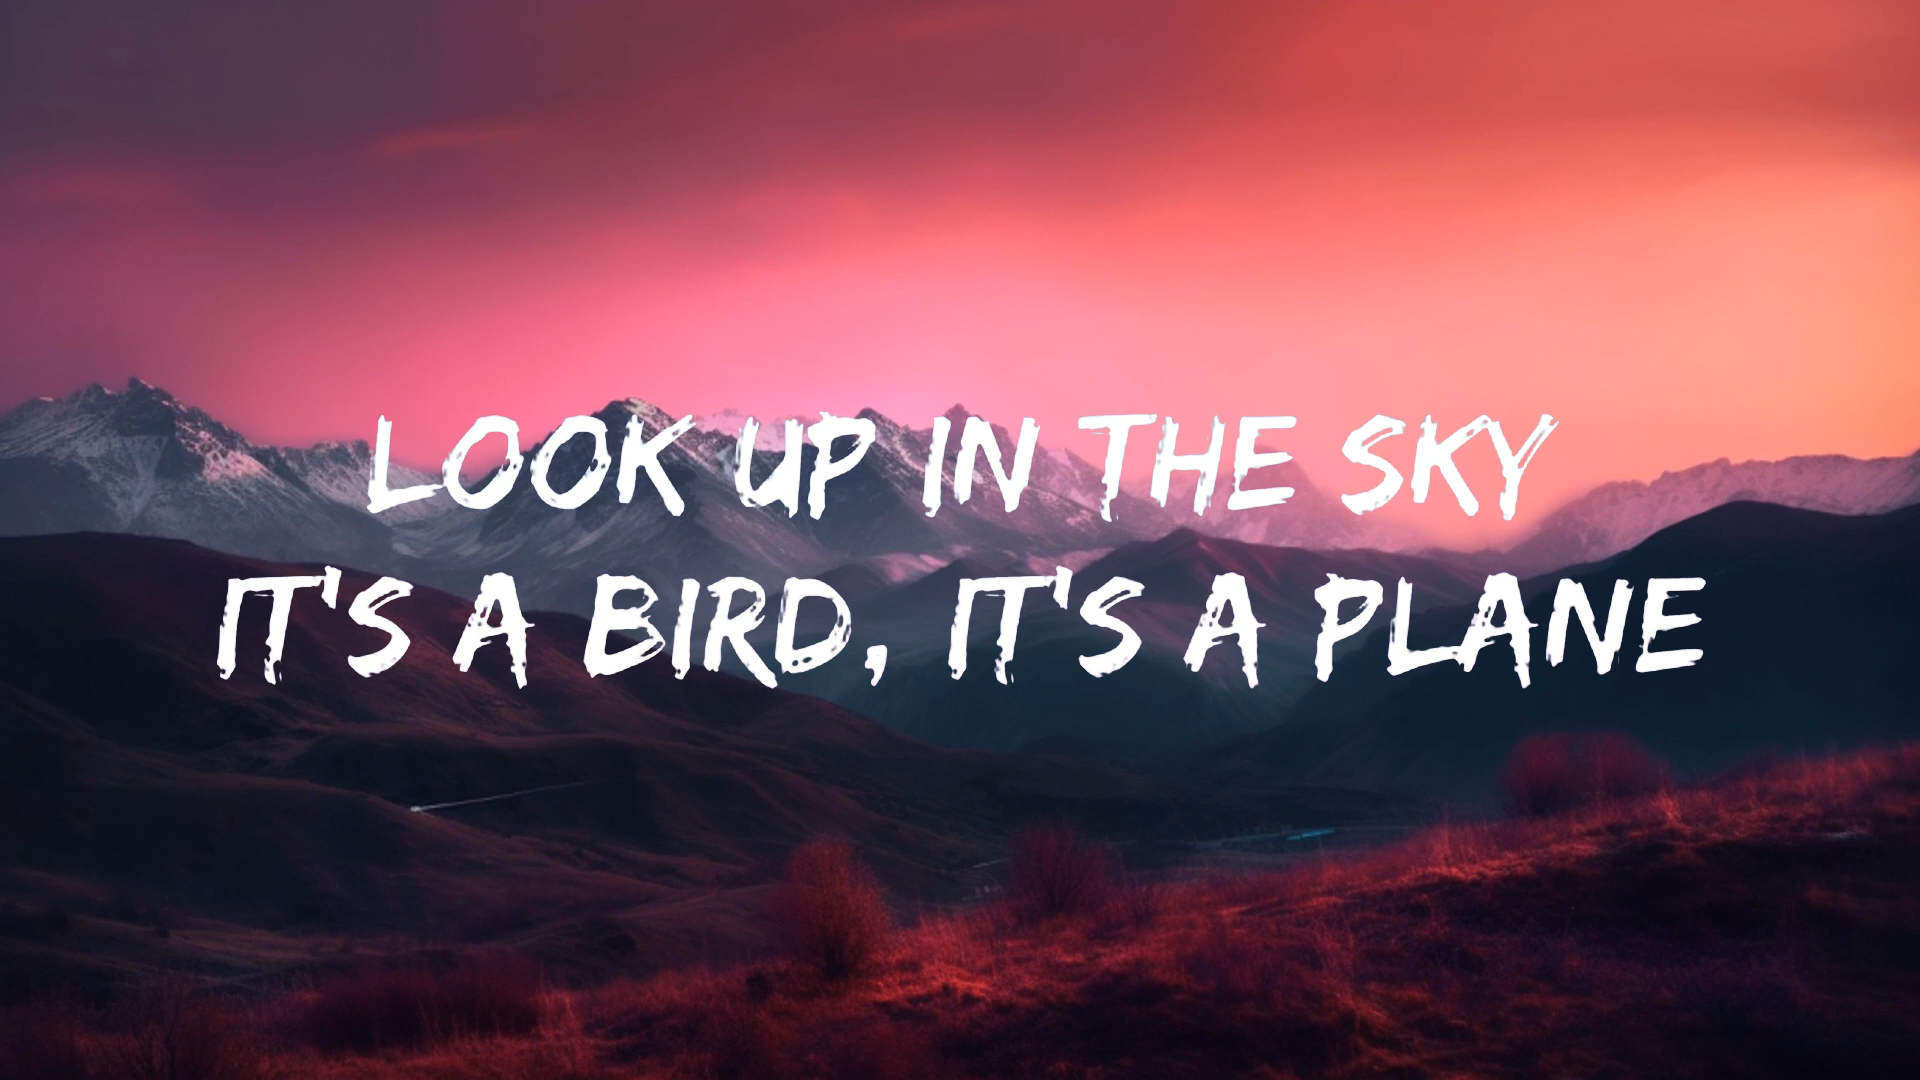 LOOK UP IN THE SKY
IT'S A BIRD, IT'S A PLANE